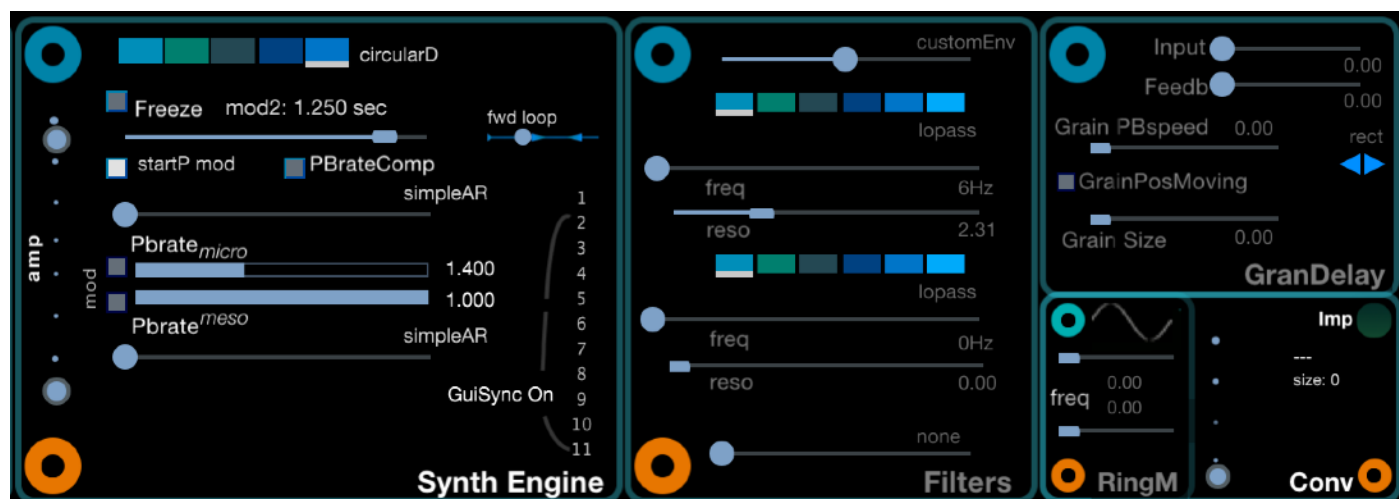 circularD
Freeze mod2: 1.250 sec
fwd loop
startP mod PBrateComp
simpleAR
amp
mod
Pbrate micro
1.400
1.000
Pbrate meso
simpleAR
GuiSync On
1
2
3
4
5
6
7
8
9
10
11
Synth Engine
customEnv
lopass
freq 6Hz
reso 2.31
lopass
freq 0Hz
reso 0.00
none
Filters
Input 0.00
Feedb 0.00
Grain PBspeed 0.00
rect
GrainPosMoving
Grain Size 0.00
GranDelay
0.00
freq 0.00
RingM
Imp
---
size: 0
Conv